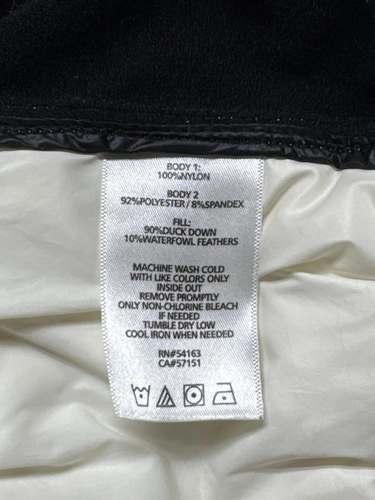 BODY 1:
100%NYLON
BODY 2
92%POLYESTER/8%SPANDEX
FILL:
90%DUCK DOWN
10%WATERFOWL FEATHERS
MACHINE WASH COLD
WITH LIKE COLORS ONLY
INSIDE OUT
REMOVE PROMPTLY
ONLY NON-CHLORINE BLEACH
IF NEEDED
TUMBLE DRY LOW
COOL IRON WHEN NEEDED
RN#54163
CA#57151